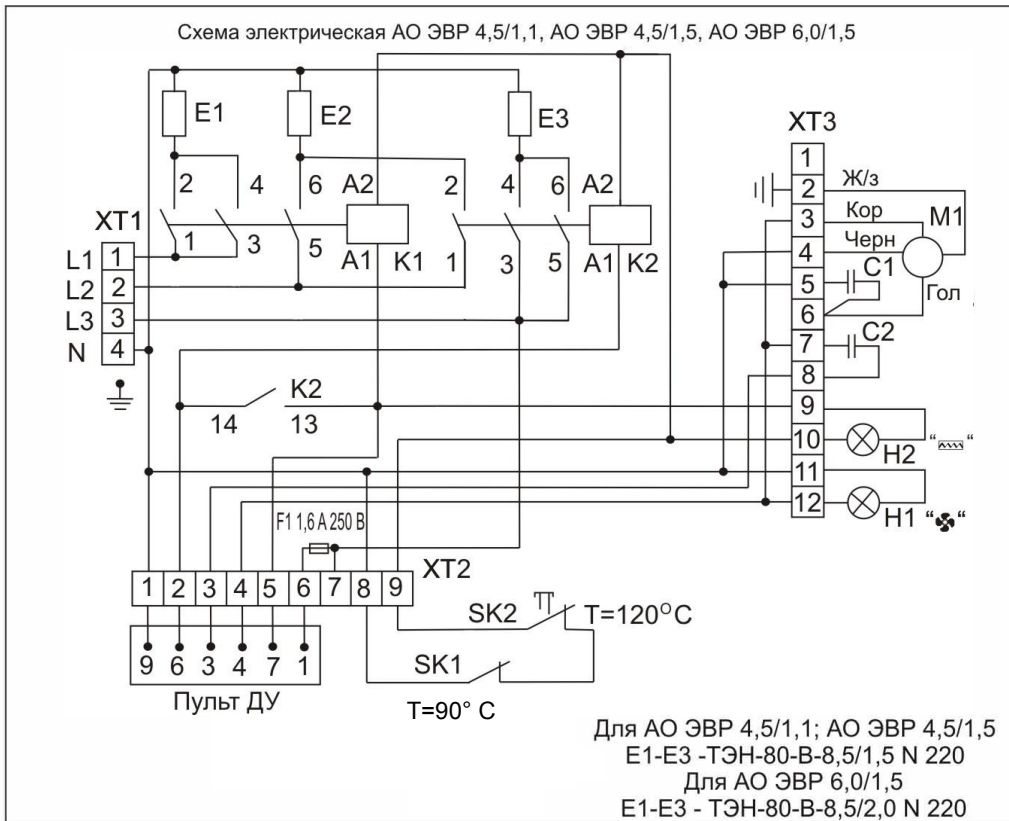 Схема электрическая АО ЭВР 4,5/1,1, АО ЭВР 4,5/1,5, АО ЭВР 6,0/1,5
E1 E2 E3
XT3
2 4 6 A2 2 4 6 A2
XT1
1 3 5 A1 K1 1 3 5 A1 K2
L1 1
L2 2
L3 3
N 4
1
2 Ж/з
3 Кор M1
4 Черн
5 C1
6 Гол
7 C2
8
9
10 H2 “ “
11
12 H1 “ “
K2
14 13
F1 1,6 А 250 В
XT2
1 2 3 4 5 6 7 8 9
9 6 3 4 7 1
Пульт ДУ
SK2 T=120°C
SK1
T=90° C
Для АО ЭВР 4,5/1,1; АО ЭВР 4,5/1,5
E1-E3 -ТЭН-80-В-8,5/1,5 N 220
Для АО ЭВР 6,0/1,5
E1-E3 - ТЭН-80-В-8,5/2,0 N 220